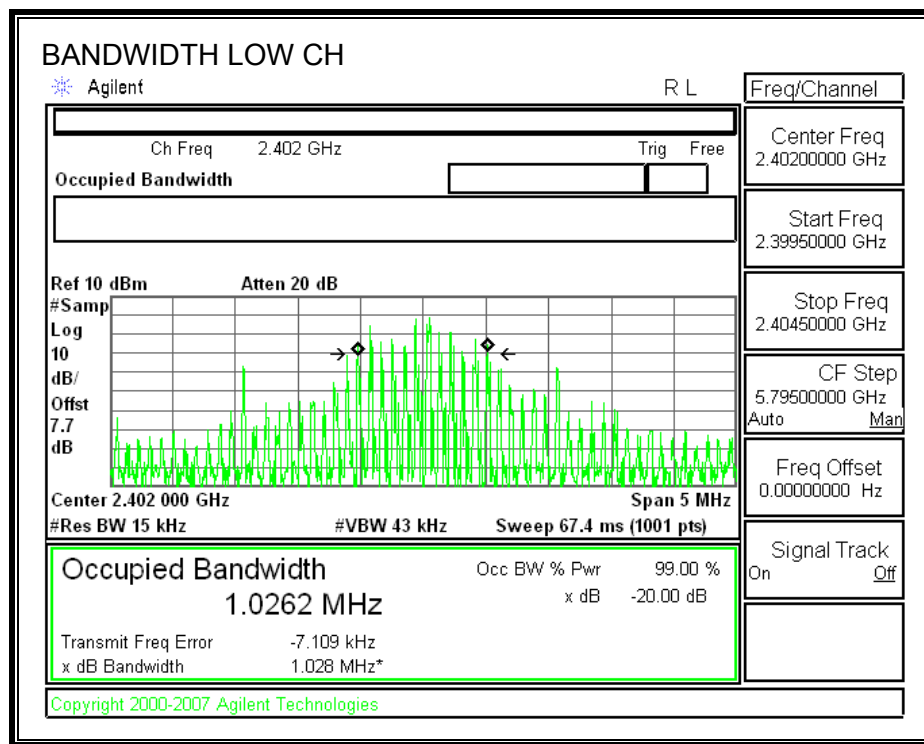 BANDWIDTH LOW CH
Agilent
R L
Freq/Channel
Ch Freq 2.402 GHz
Trig Free
Occupied Bandwidth
Center Freq
2.40200000 GHz
Start Freq
2.39950000 GHz
Stop Freq
2.40450000 GHz
CF Step
5.79500000 GHz
Auto Man
Freq Offset
0.00000000 Hz
Signal Track
On Off
Ref 10 dBm Atten 20 dB
#Samp
Log
10
dB/
Offst
7.7
dB
Center 2.402 000 GHz Span 5 MHz
#Res BW 15 kHz #VBW 43 kHz Sweep 67.4 ms (1001 pts)
Occupied Bandwidth
1.0262 MHz
Occ BW % Pwr 99.00 %
x dB -20.00 dB
Transmit Freq Error -7.109 kHz
x dB Bandwidth 1.028 MHz*
Copyright 2000-2007 Agilent Technologies